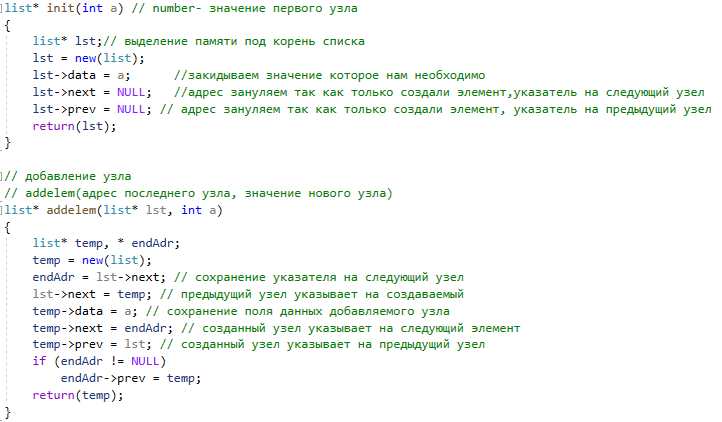 list* init(int a) // number- значение первого узла
{
list* lst;// выделение памяти под корень списка
lst = new(list);
lst->data = a; //закидываем значение которое нам необходимо
lst->next = NULL; //адрес зануляем так как только создали элемент,указатель на следующий узел
lst->prev = NULL; // адрес зануляем так как только создали элемент, указатель на предыдущий узел
return(lst);
}
// добавление узла
// addelem(адрес последнего узла, значение нового узла)
list* addelem(list* lst, int a)
{
list* temp, * endAdr;
temp = new(list);
endAdr = lst->next; // сохранение указателя на следующий узел
lst->next = temp; // предыдущий узел указывает на создаваемый
temp->data = a; // сохранение поля данных добавляемого узла
temp->next = endAdr; // созданный узел указывает на следующий элемент
temp->prev = lst; // созданный узел указывает на предыдущий узел
if (endAdr != NULL)
endAdr->prev = temp;
return(temp);
}